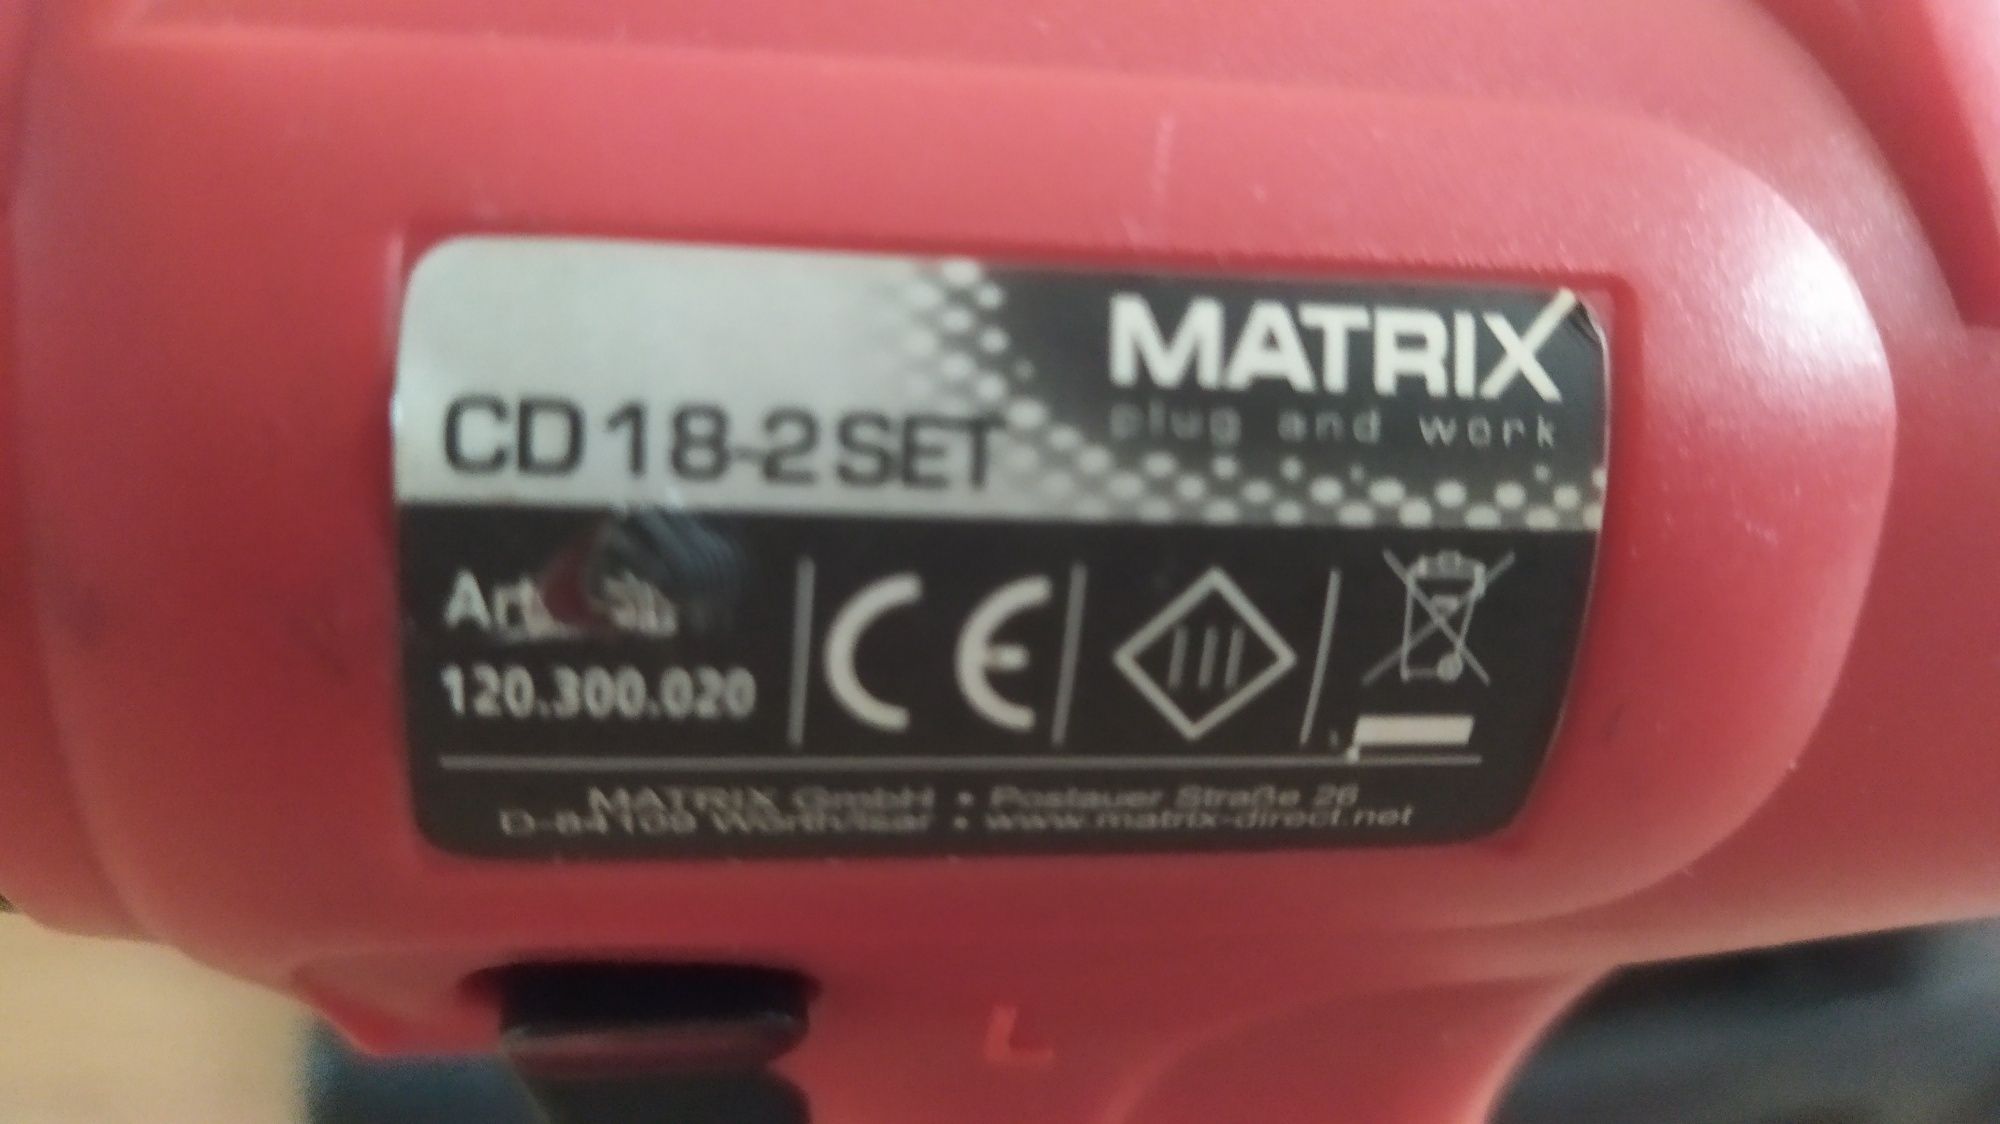 MATRIX
plug and work
CD 18-2 SET
120.300.020
CE
III
MATRIX GmbH • Postauer Straße 26
D-84109 Wörth/Isar • www.matrix-direct.net
L